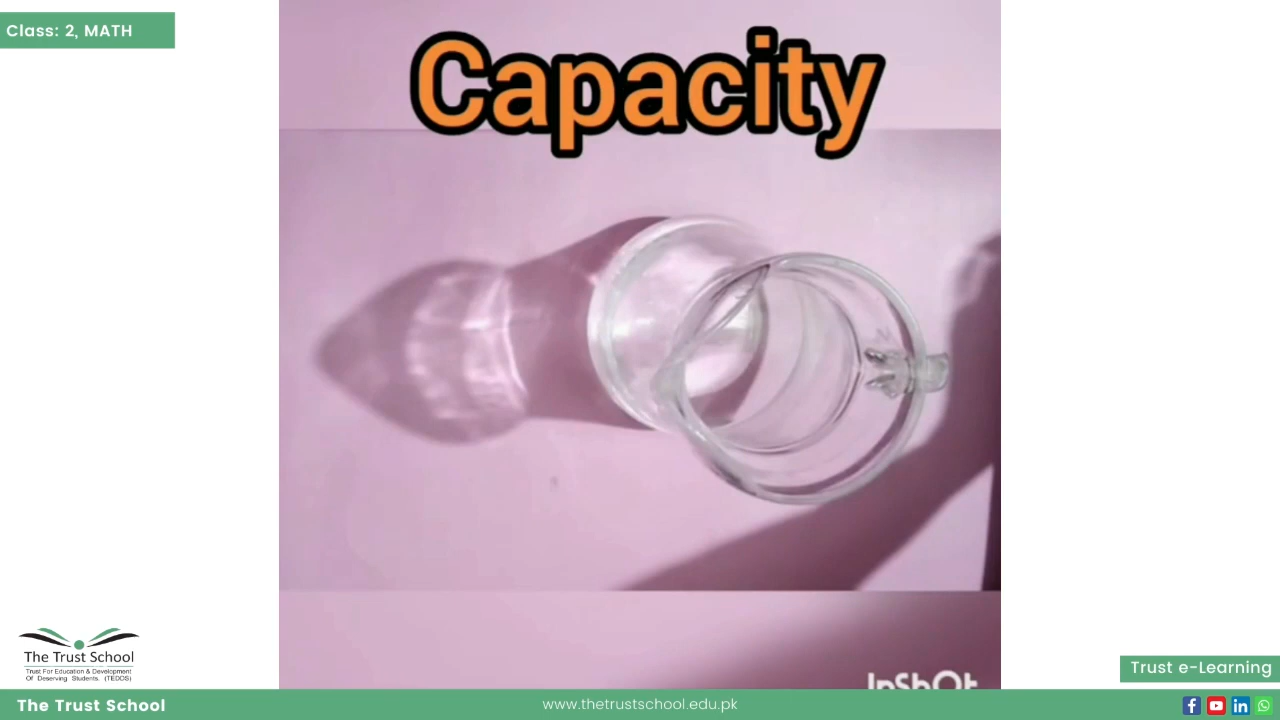 Class: 2, MATH
Capacity
InShOt
The Trust School
Trust For Education & Development
Of Deserving Students. (TEDDS)
Trust e-Learning
The Trust School
www.thetrustschool.edu.pk